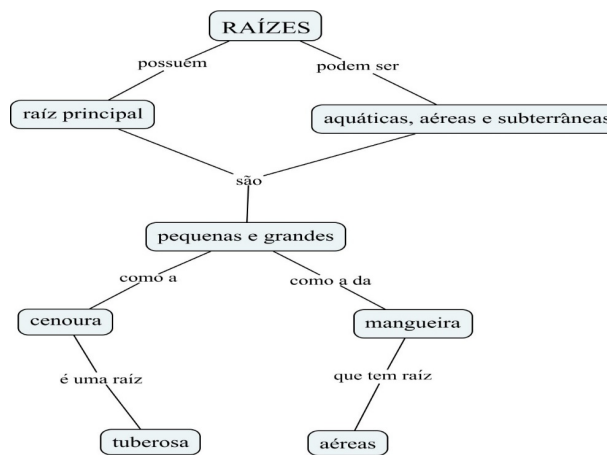 RAÍZES
possuem
podem ser
raíz principal
aquáticas, aéreas e subterrâneas
são
pequenas e grandes
como a
como a da
cenoura
mangueira
é uma raíz
que tem raíz
tuberosa
aéreas